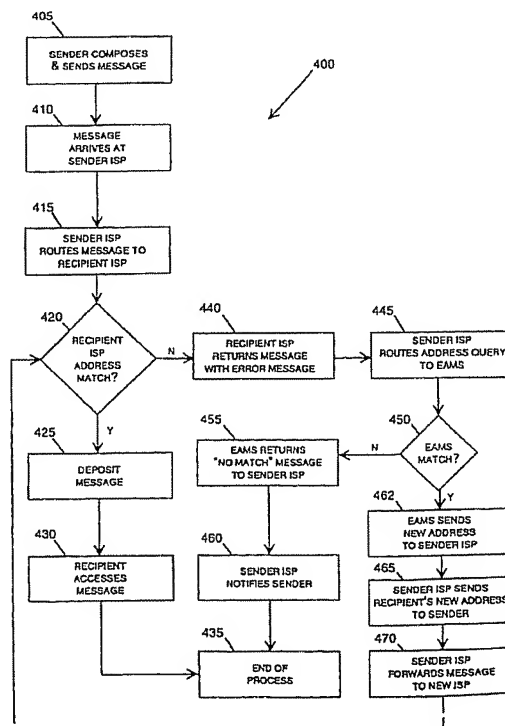 405
SENDER COMPOSES
& SENDS MESSAGE
400
410
MESSAGE
ARRIVES AT
SENDER ISP
415
SENDER ISP
ROUTES MESSAGE TO
RECIPIENT ISP
420
RECIPIENT
ISP
ADDRESS
MATCH?
N
Y
440
RECIPIENT ISP
RETURNS MESSAGE
WITH ERROR MESSAGE
445
SENDER ISP
ROUTES ADDRESS QUERY
TO EAMS
450
EAMS
MATCH?
N
Y
425
DEPOSIT
MESSAGE
455
EAMS RETURNS
"NO MATCH" MESSAGE
TO SENDER ISP
462
EAMS SENDS
NEW ADDRESS
TO SENDER ISP
430
RECIPIENT
ACCESSES
MESSAGE
460
SENDER ISP
NOTIFIES SENDER
465
SENDER ISP SENDS
RECIPIENT'S NEW ADDRESS
TO SENDER
435
END OF
PROCESS
470
SENDER ISP
FORWARDS MESSAGE
TO NEW ISP